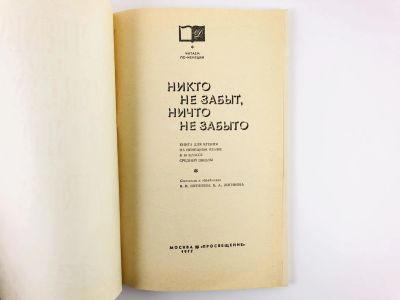 ЧИТАЕМ
ПО-НЕМЕЦКИ
НИКТО
НЕ ЗАБЫТ,
НИЧТО
НЕ ЗАБЫТО
КНИГА ДЛЯ ЧТЕНИЯ
НА НЕМЕЦКОМ ЯЗЫКЕ
В 10 КЛАССЕ
СРЕДНЕЙ ШКОЛЫ
МОСКВА «ПРОСВЕЩЕНИЕ»
1977